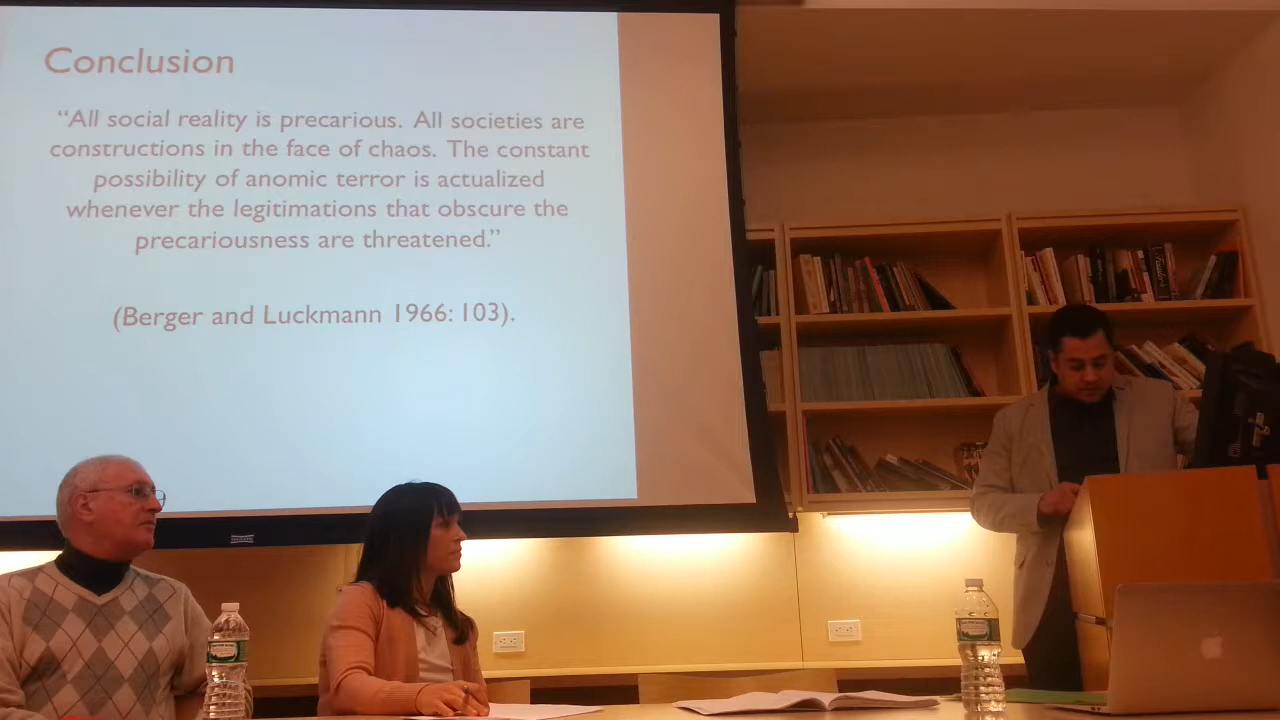 Conclusion
“All social reality is precarious. All societies are
constructions in the face of chaos. The constant
possibility of anomic terror is actualized
whenever the legitimations that obscure the
precariousness are threatened.”
(Berger and Luckmann 1966: 103).